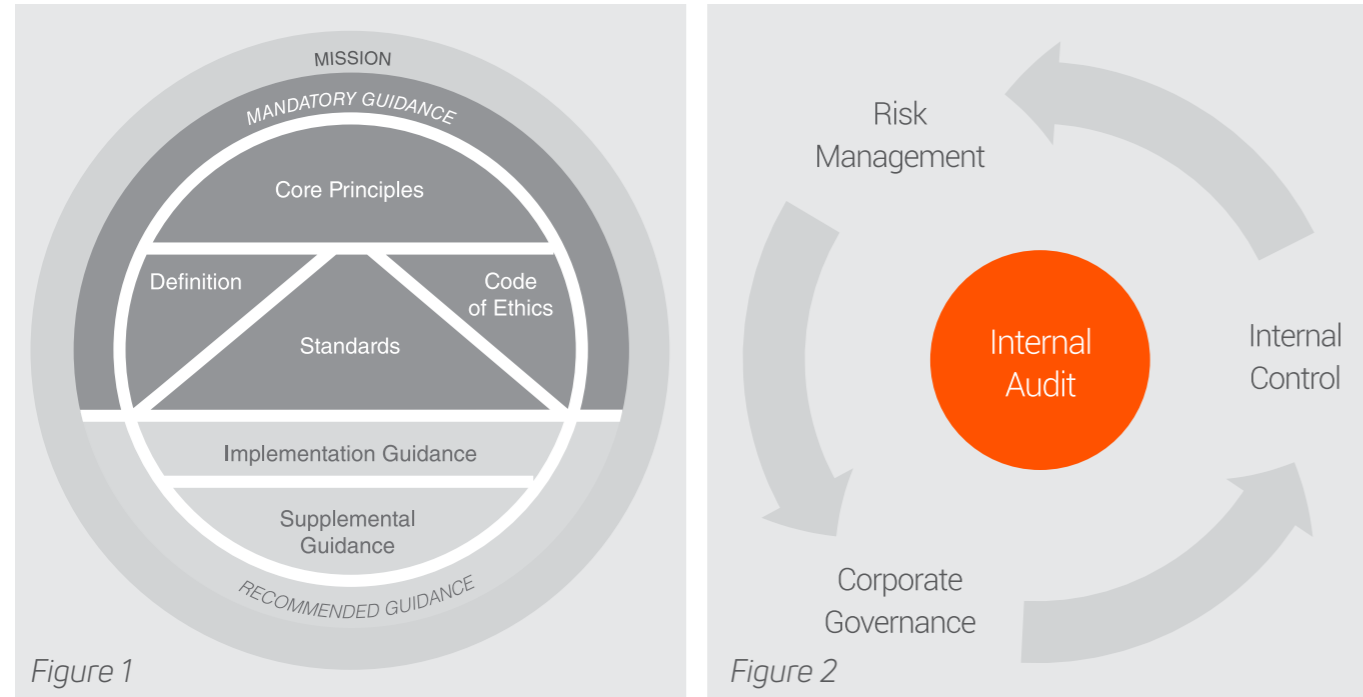 MISSION
MANDATORY GUIDANCE
Core Principles
Definition
Code
of Ethics
Standards
Implementation Guidance
Supplemental
Guidance
RECOMMENDED GUIDANCE
Figure 1
Risk
Management
Internal
Audit
Internal
Control
Corporate
Governance
Figure 2